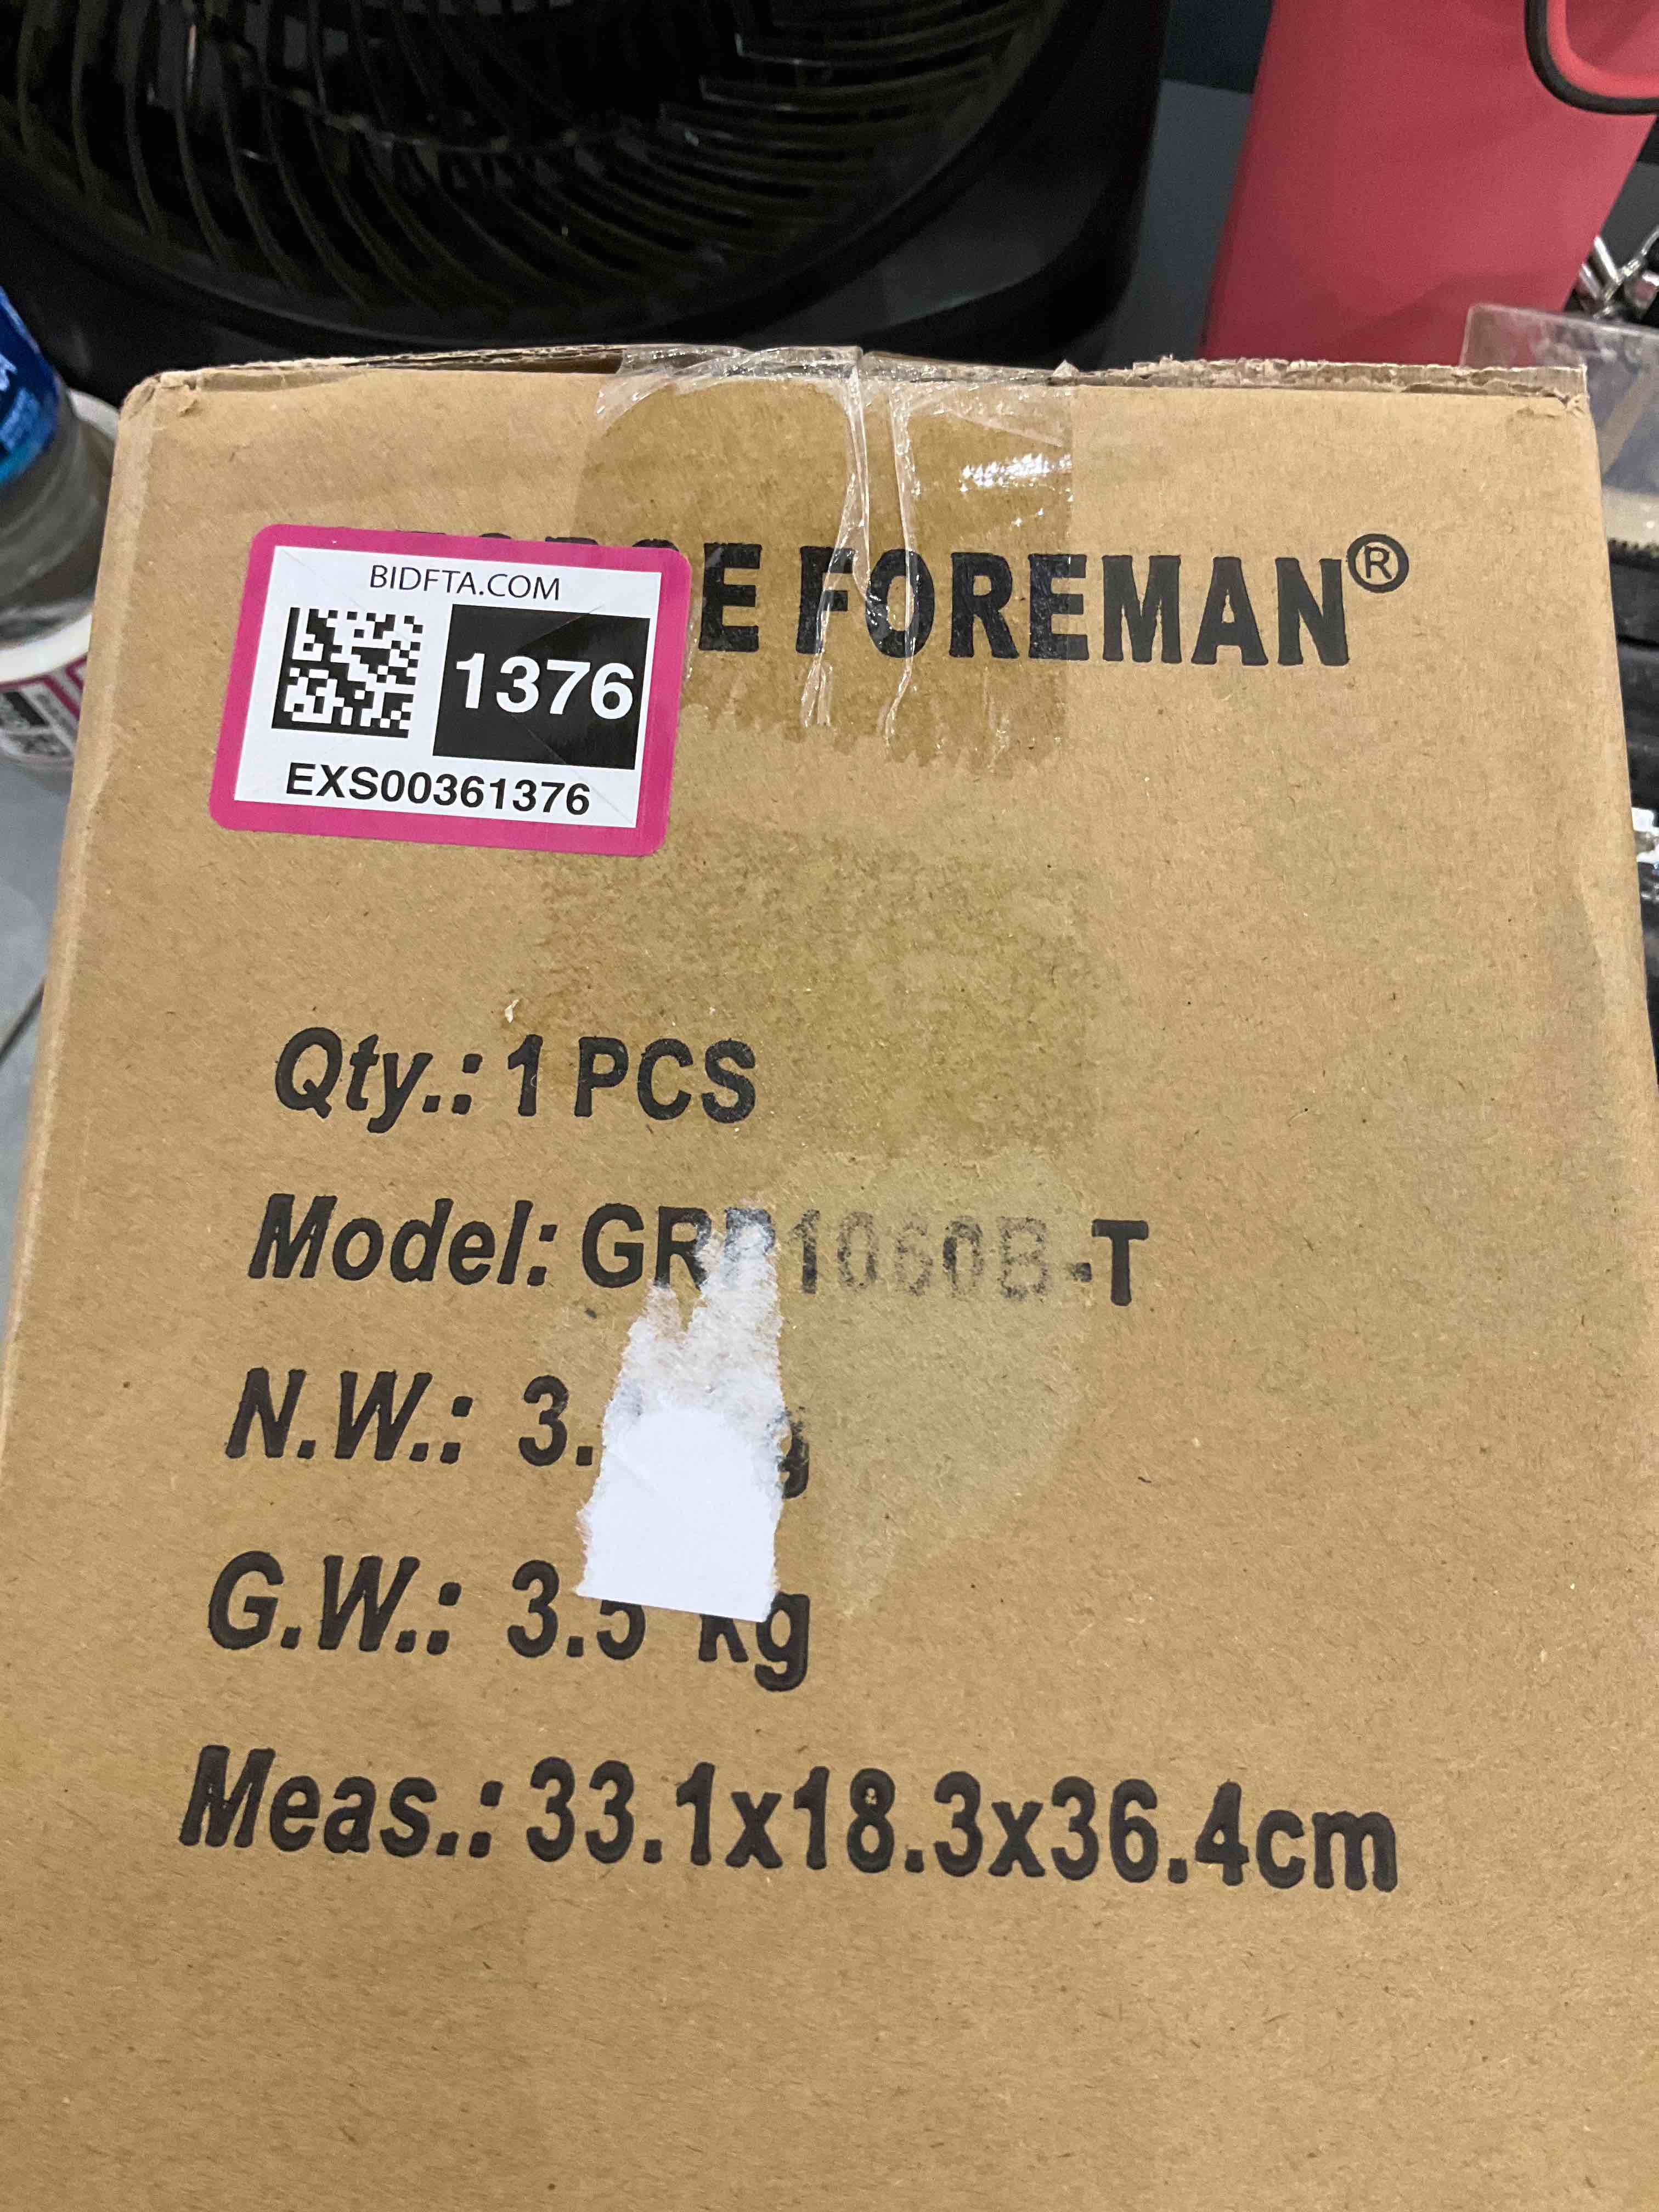 BIDFTA.COM
1376
EXS00361376
FOREMAN®
Qty.: 1 PCS
Model: GRP1060B-T
N.W.: 3.
G.W.: 3.5 kg
Meas.: 33.1x18.3x36.4cm